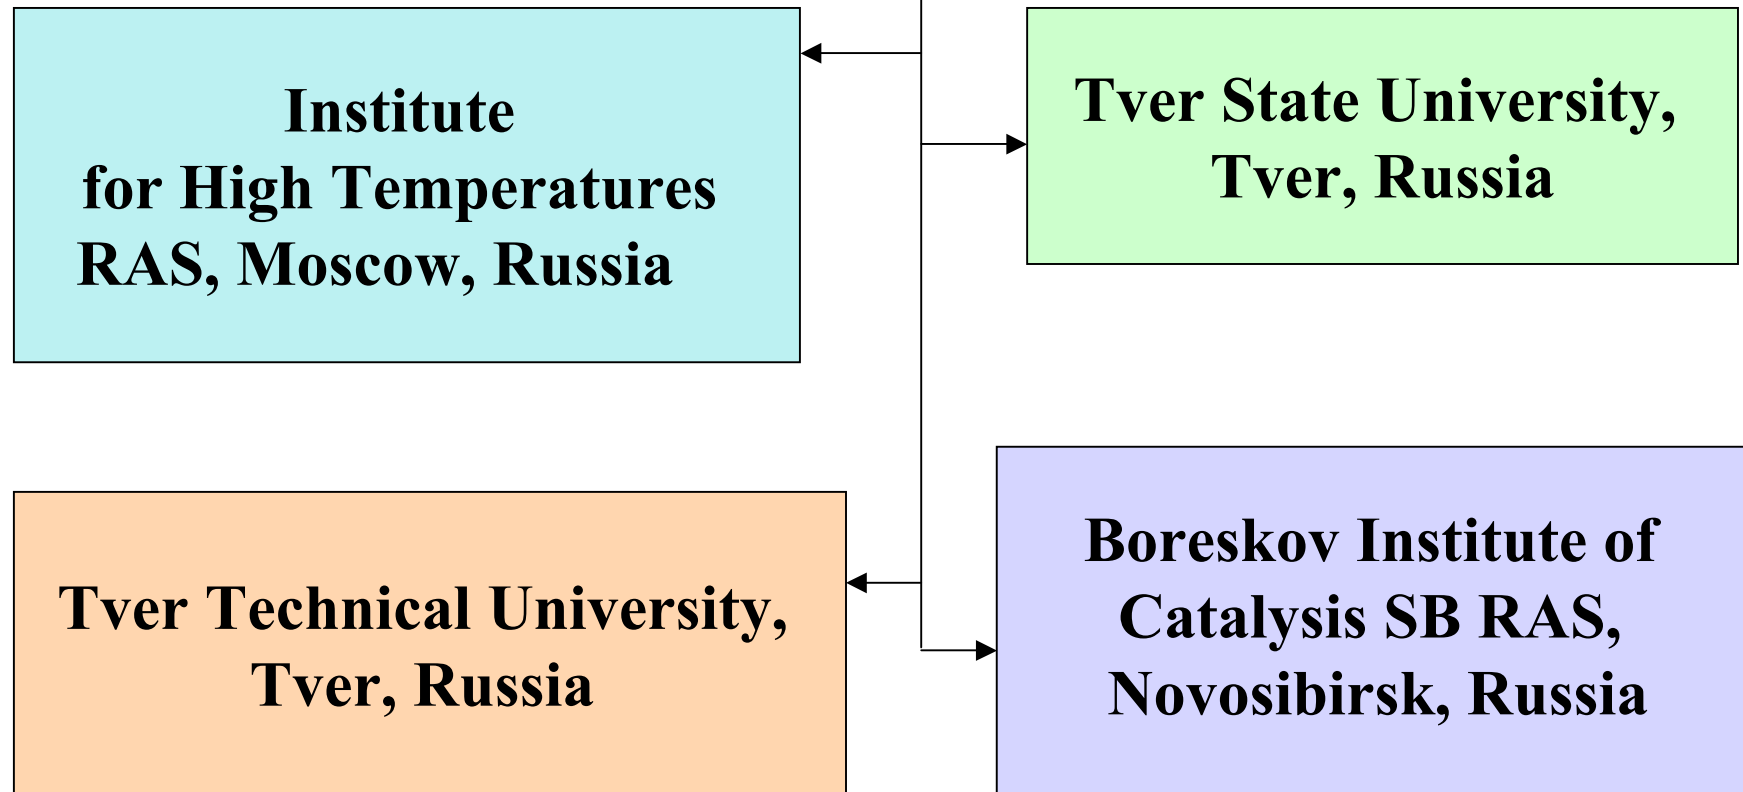 Institute
for High Temperatures
RAS, Moscow, Russia
Tver State University,
Tver, Russia
Tver Technical University,
Tver, Russia
Boreskov Institute of
Catalysis SB RAS,
Novosibirsk, Russia